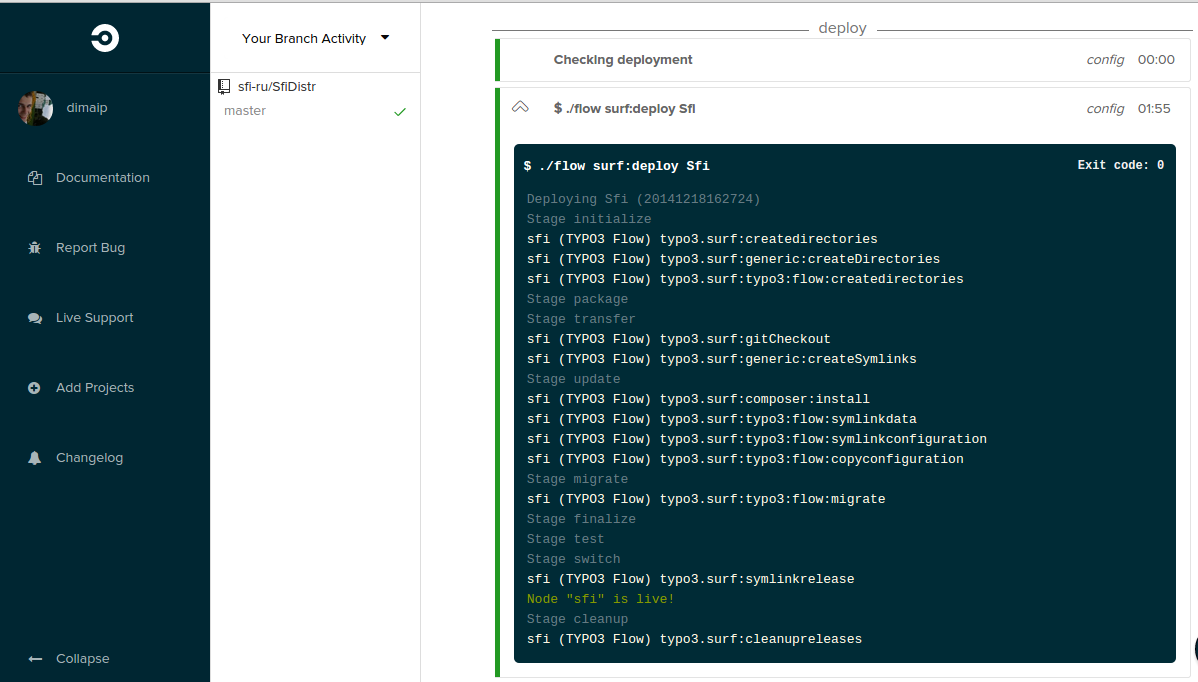 dimaip
Documentation
Report Bug
Live Support
Add Projects
Changelog
Collapse
Your Branch Activity
sfi-ru/SfiDistr
master
deploy
Checking deployment config 00:00
$ ./flow surf:deploy Sfi config 01:55
$ ./flow surf:deploy Sfi Exit code: 0
Deploying Sfi (20141218162724)
Stage initialize
sfi (TYPO3 Flow) typo3.surf:createdirectories
sfi (TYPO3 Flow) typo3.surf:generic:createDirectories
sfi (TYPO3 Flow) typo3.surf:typo3:flow:createdirectories
Stage package
Stage transfer
sfi (TYPO3 Flow) typo3.surf:gitCheckout
sfi (TYPO3 Flow) typo3.surf:generic:createSymlinks
Stage update
sfi (TYPO3 Flow) typo3.surf:composer:install
sfi (TYPO3 Flow) typo3.surf:typo3:flow:symlinkdata
sfi (TYPO3 Flow) typo3.surf:typo3:flow:symlinkconfiguration
sfi (TYPO3 Flow) typo3.surf:typo3:flow:copyconfiguration
Stage migrate
sfi (TYPO3 Flow) typo3.surf:typo3:flow:migrate
Stage finalize
Stage test
Stage switch
sfi (TYPO3 Flow) typo3.surf:symlinkrelease
Node "sfi" is live!
Stage cleanup
sfi (TYPO3 Flow) typo3.surf:cleanupreleases